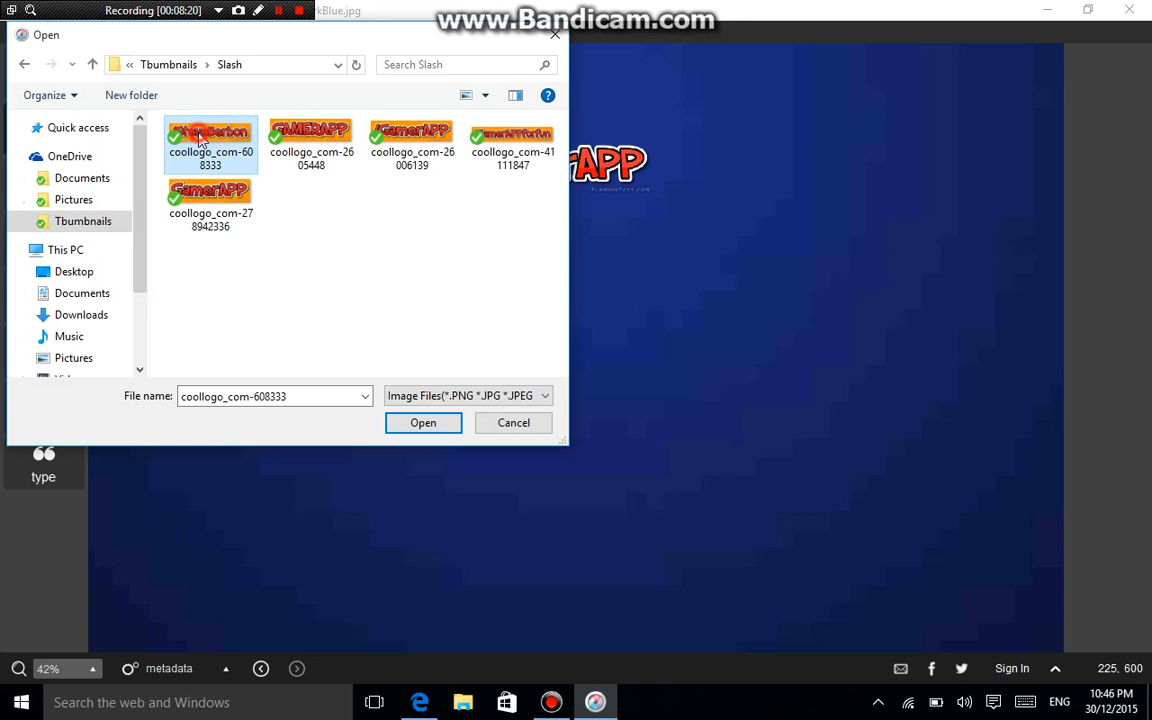 Recording [00:08:20]
rkBlue.jpg
www.Bandicam.com
Open
« Tbumbnails > Slash
Search Slash
Organize
New folder
Quick access
OneDrive
Documents
Pictures
Tbumbnails
This PC
Desktop
Documents
Downloads
Music
Pictures
coollogo_com-60
8333
GAMERAPP
coollogo_com-26
05448
GamerAPP
coollogo_com-26
006139
GamerAPPforfun
coollogo_com-41
111847
GamerAPP
coollogo_com-27
8942336
File name:
coollogo_com-608333
Image Files(*.PNG *.JPG *.JPEG
Open
Cancel
rAPP
type
42%
metadata
Sign In
225, 600
Search the web and Windows
ENG
10:46 PM
30/12/2015